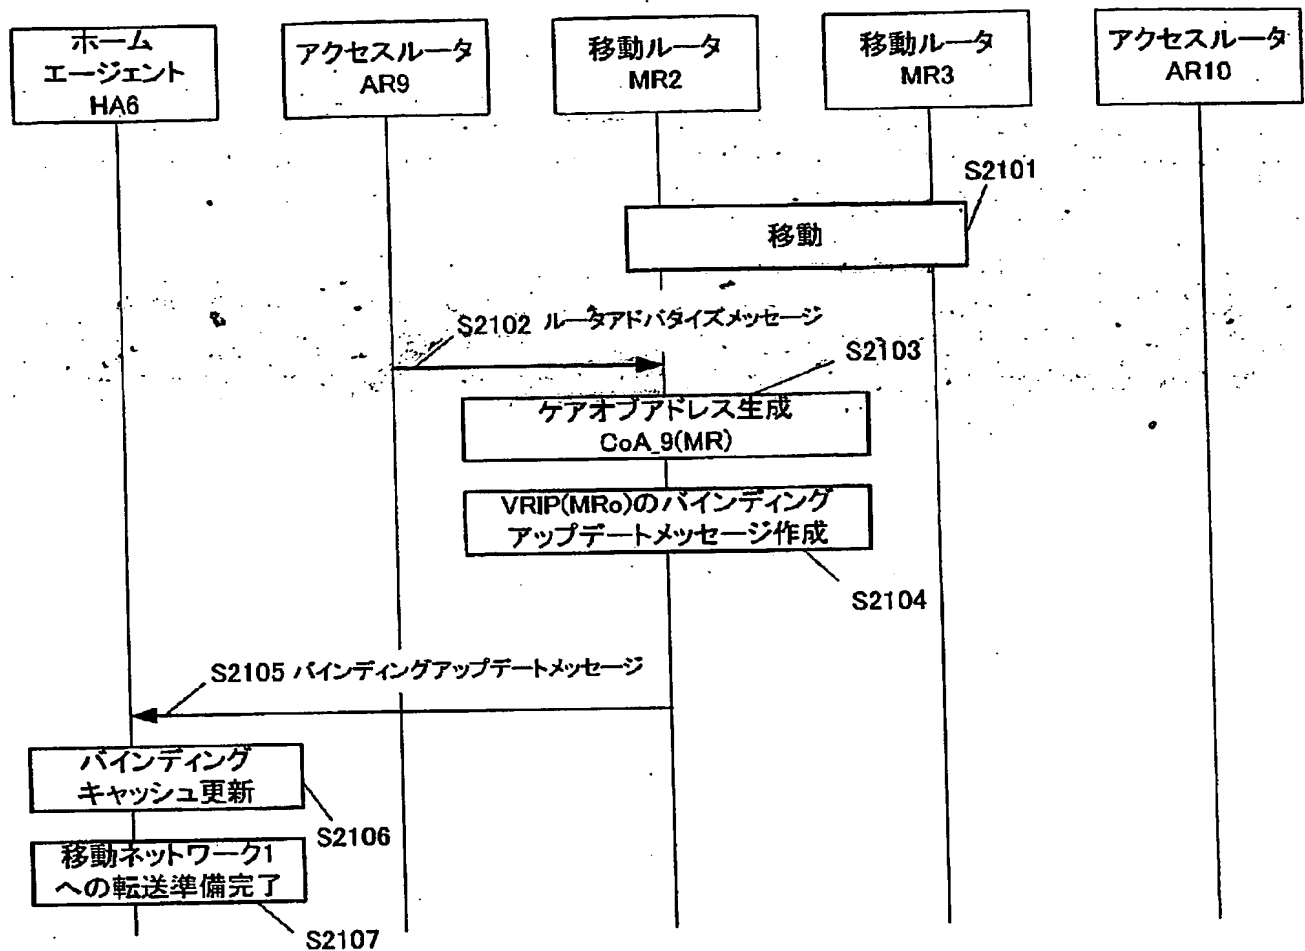 ホーム
エージェント
HA6
アクセスルータ
AR9
移動ルータ
MR2
移動ルータ
MR3
アクセスルータ
AR10
S2101
移動
S2102 ルータアドバタイズメッセージ
S2103
ケアオブアドレス生成
CoA_9(MR)
VRIP(MRo)のバインディング
アップデートメッセージ作成
S2104
S2105 バインディングアップデートメッセージ
バインディング
キャッシュ更新
S2106
移動ネットワーク1
への転送準備完了
S2107